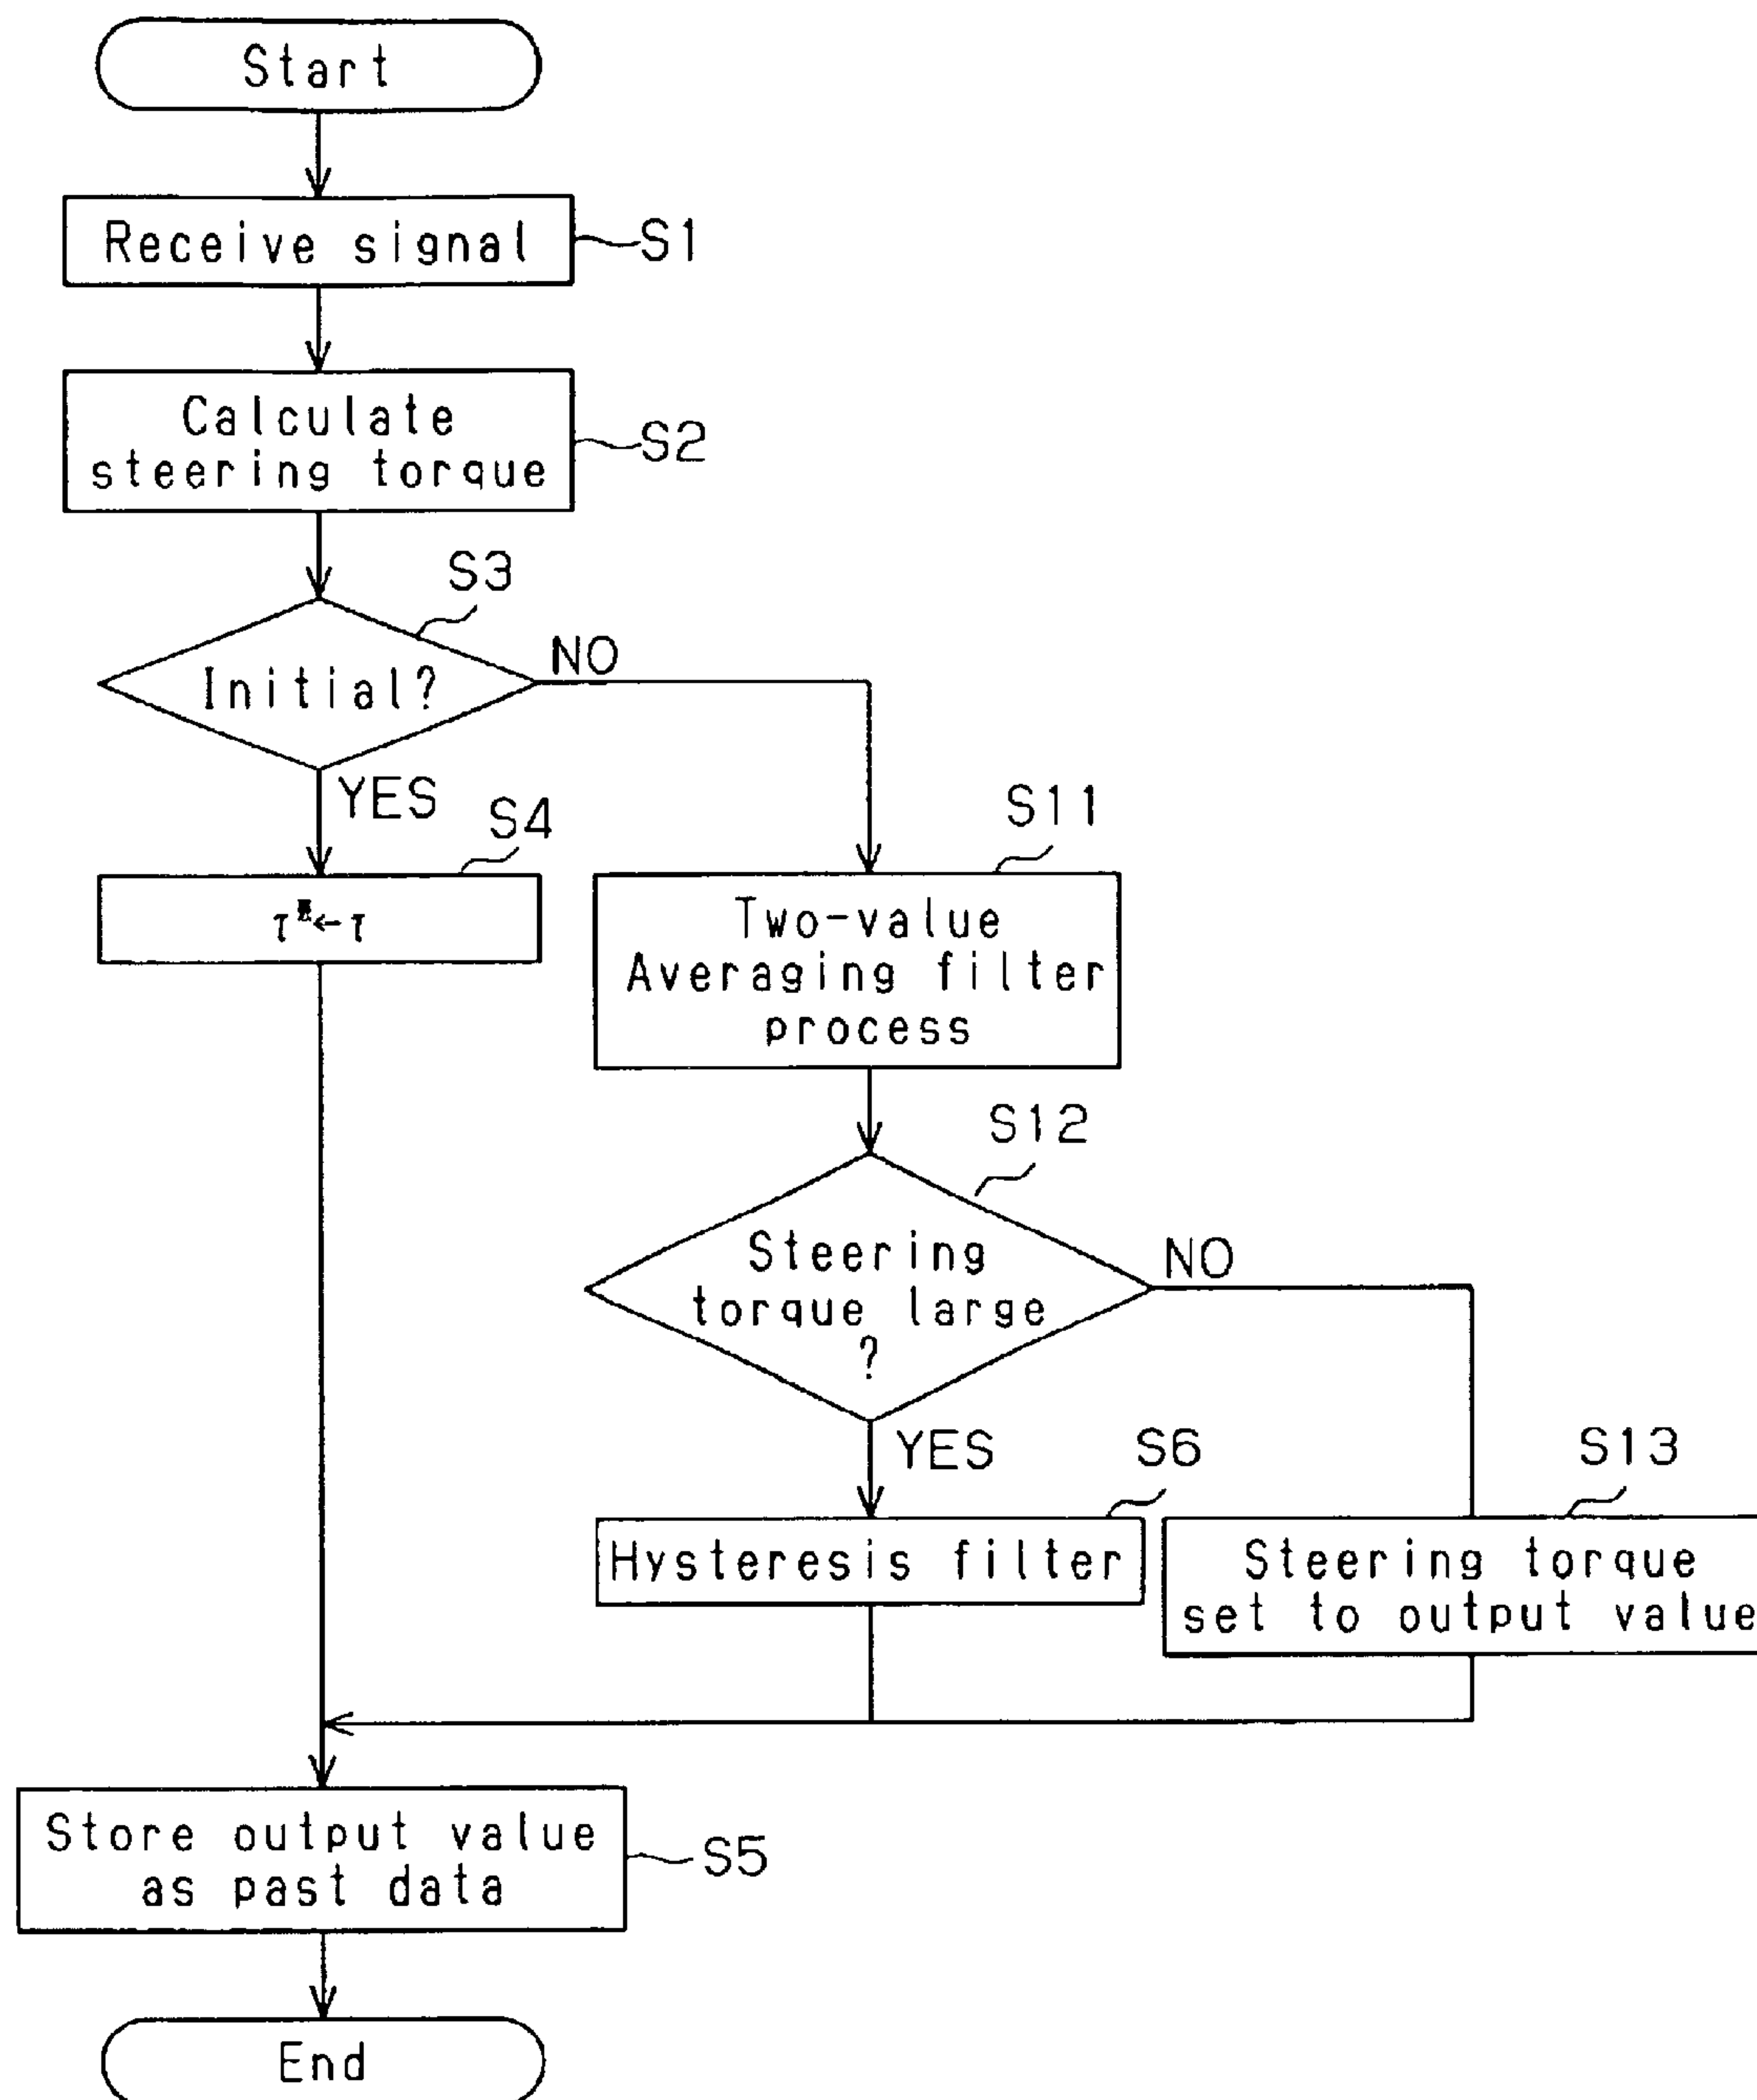 Start
Receive signal
S1
Calculate
steering torque
S2
S3
Initial?
NO
YES
S4
τ*←τ
S11
Two-value
Averaging filter
process
S12
Steering
torque large
?
NO
YES
S6
Hysteresis filter
S13
Steering torque
set to output value
Store output value
as past data
S5
End